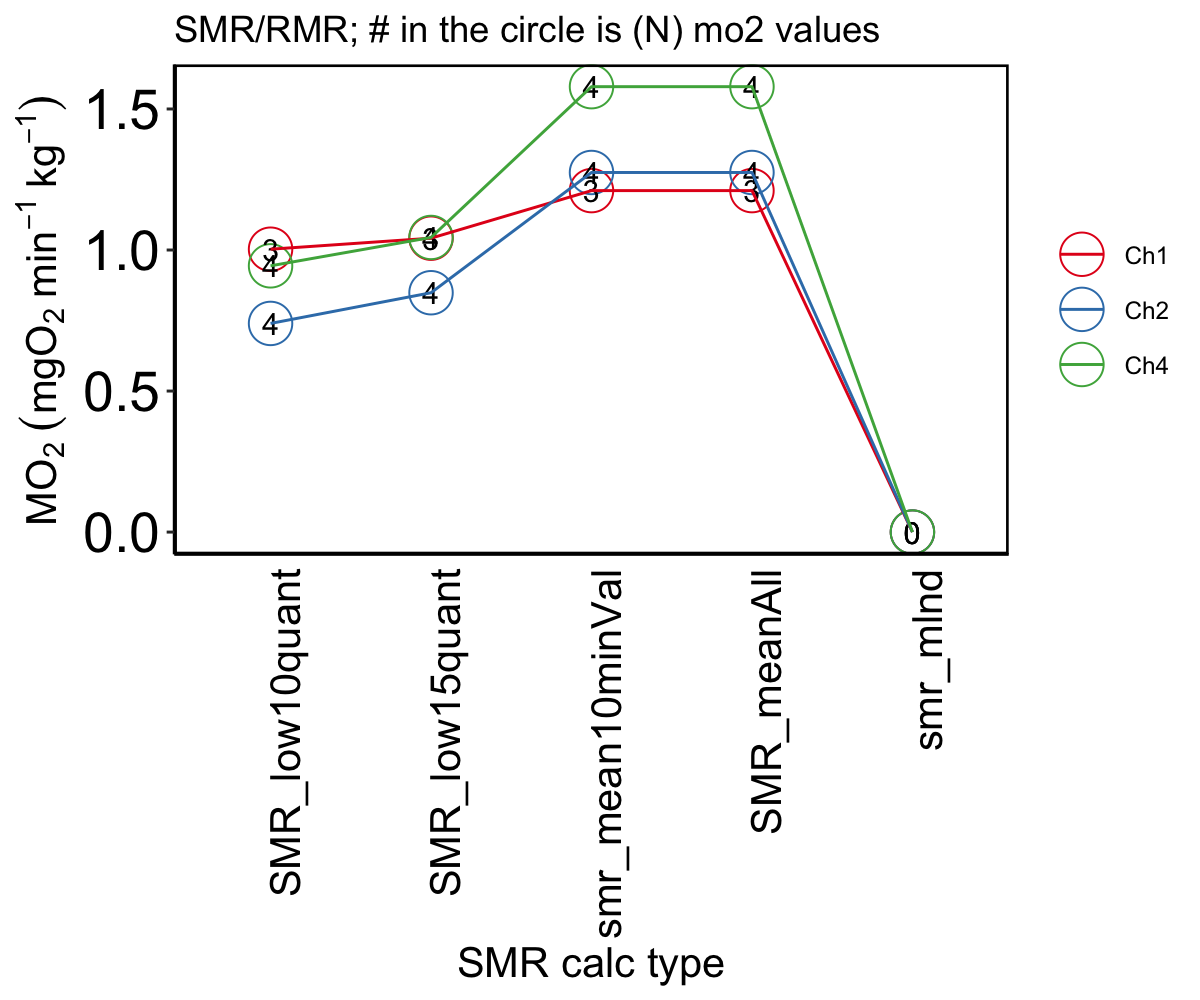 SMR/RMR; # in the circle is (N) mo2 values
MO₂ (mgO₂ min⁻¹ kg⁻¹)
1.5
1.0
0.5
0.0
4
4
4
4
3
3
3
4
3
4
4
4
0
Ch1
Ch2
Ch4
SMR_low10quant
SMR_low15quant
smr_mean10minVal
SMR_meanAll
smr_mlnd
SMR calc type